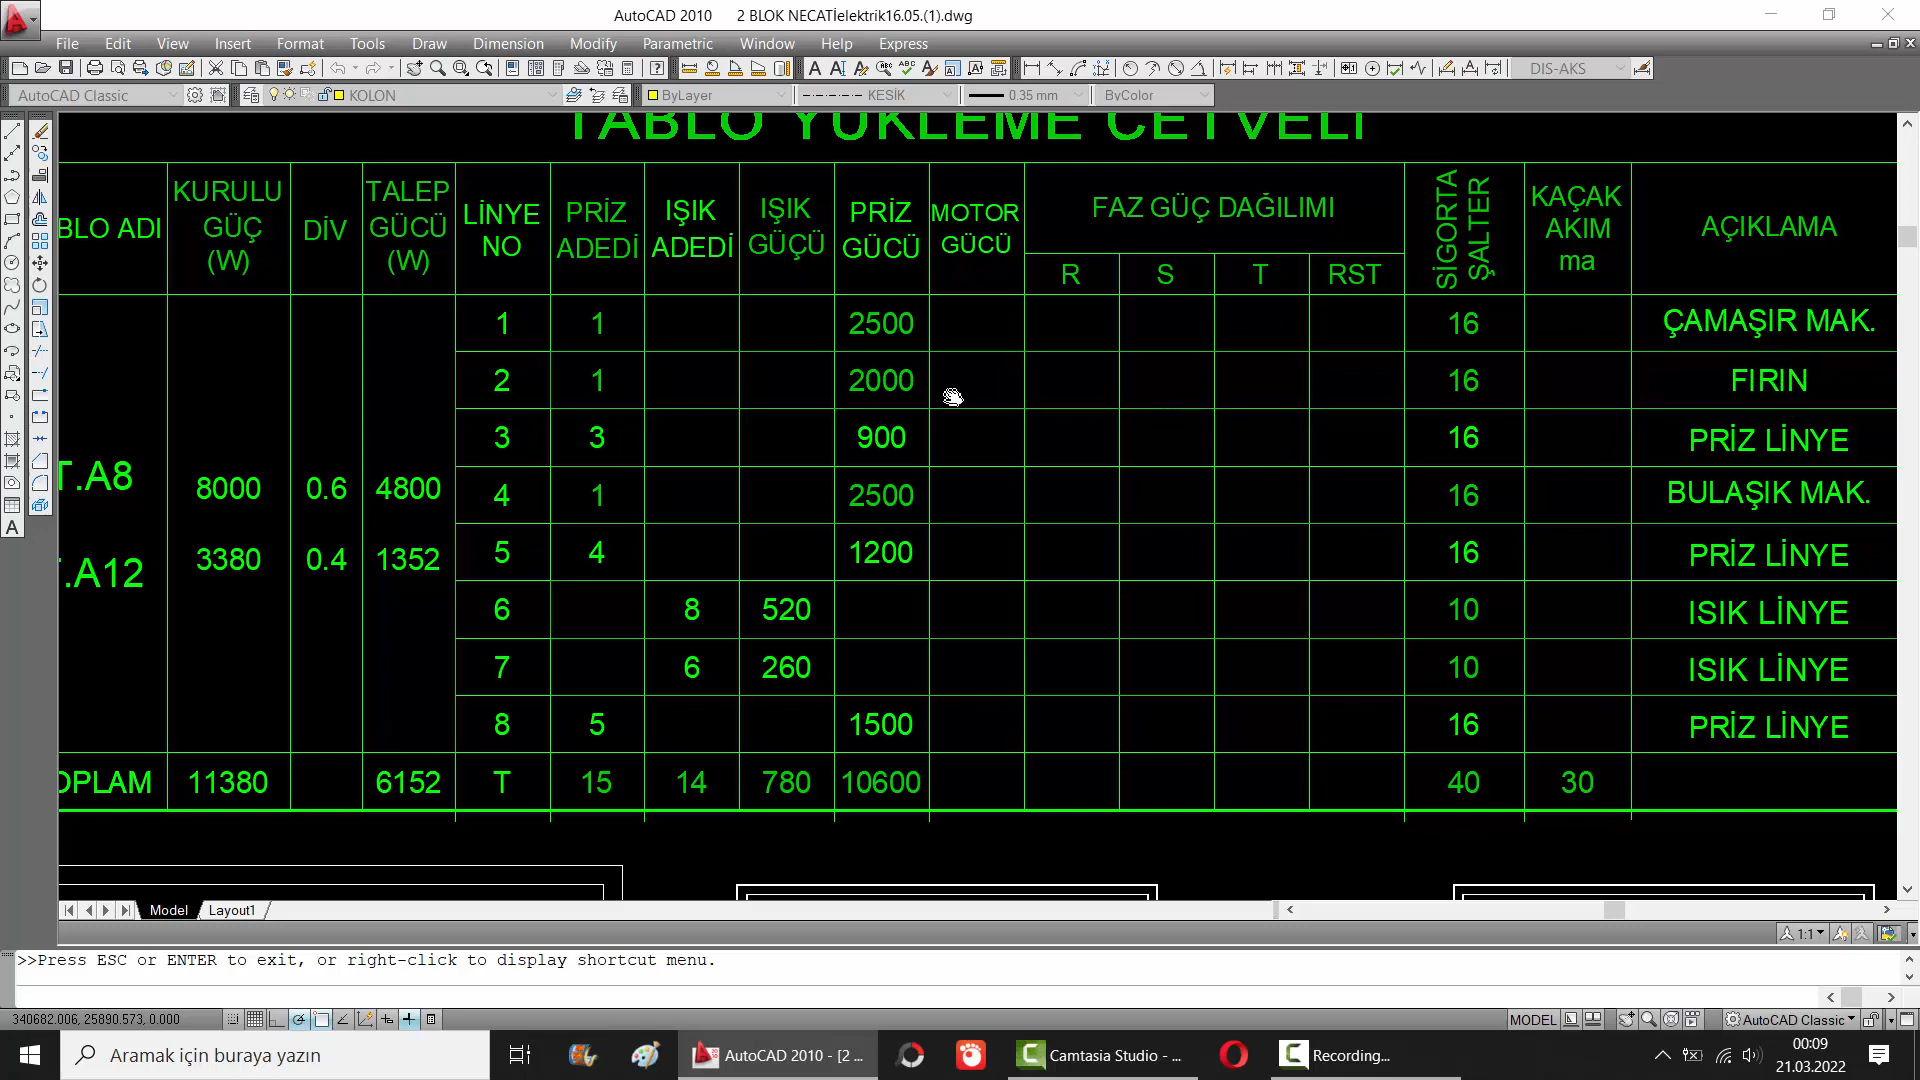 AutoCAD 2010 2 BLOK NECATİelektrik16.05.(1).dwg
File Edit View Insert Format Tools Draw Dimension Modify Parametric Window Help Express
DIS-AKS
AutoCAD Classic KOLON ByLayer KESİK 0.35 mm ByColor
TABLO YÜKLEME CETVELİ
BLO ADI
KURULU GÜÇ (W)
DİV
TALEP GÜCÜ (W)
LİNYE NO
PRİZ ADEDİ
IŞIK ADEDİ
IŞIK GÜÇÜ
PRİZ GÜCÜ
MOTOR GÜCÜ
FAZ GÜÇ DAĞILIMI
R S T RST
SİGORTA ŞALTER
KAÇAK AKIM ma
AÇIKLAMA
1 1 2500 16 ÇAMAŞIR MAK.
2 1 2000 16 FIRIN
3 3 900 16 PRİZ LİNYE
T.A8 8000 0.6 4800 4 1 2500 16 BULAŞIK MAK.
T.A12 3380 0.4 1352 5 4 1200 16 PRİZ LİNYE
6 8 520 10 ISIK LİNYE
7 6 260 10 ISIK LİNYE
8 5 1500 16 PRİZ LİNYE
OPLAM 11380 6152 T 15 14 780 10600 40 30
Model Layout1
1:1
>>Press ESC or ENTER to exit, or right-click to display shortcut menu.
340682.006, 25890.573, 0.000
MODEL AutoCAD Classic
Aramak için buraya yazın
AutoCAD 2010 - [2 ...
Camtasia Studio - ...
Recording...
00:09
21.03.2022